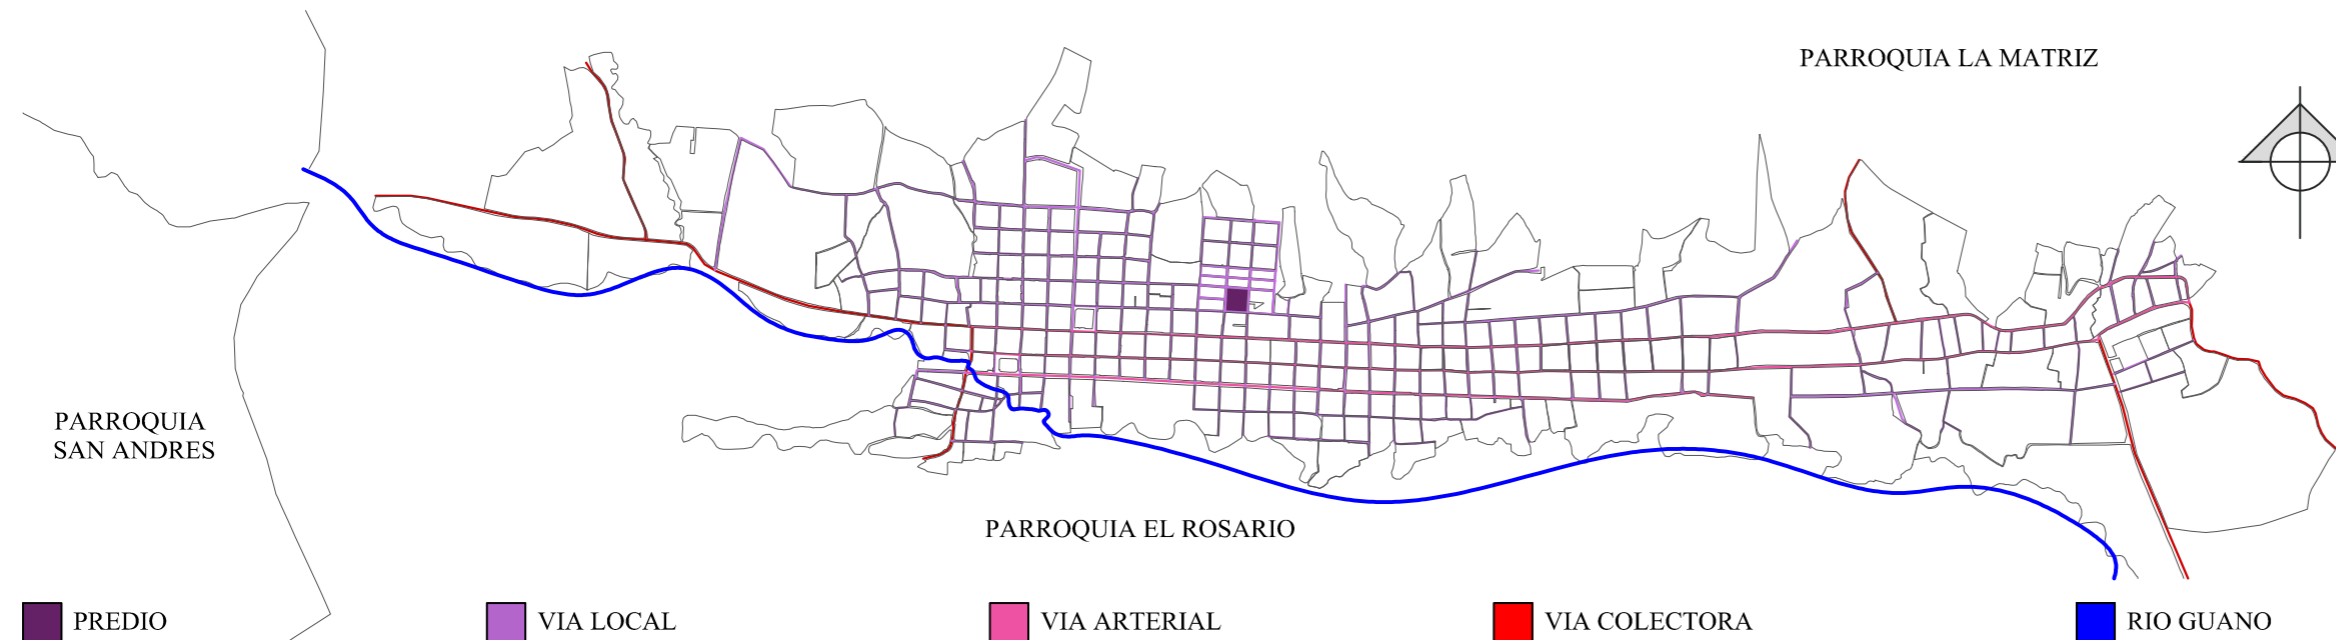 PARROQUIA LA MATRIZ
PARROQUIA
SAN ANDRES
PARROQUIA EL ROSARIO
PREDIO
VIA LOCAL
VIA ARTERIAL
VIA COLECTORA
RIO GUANO